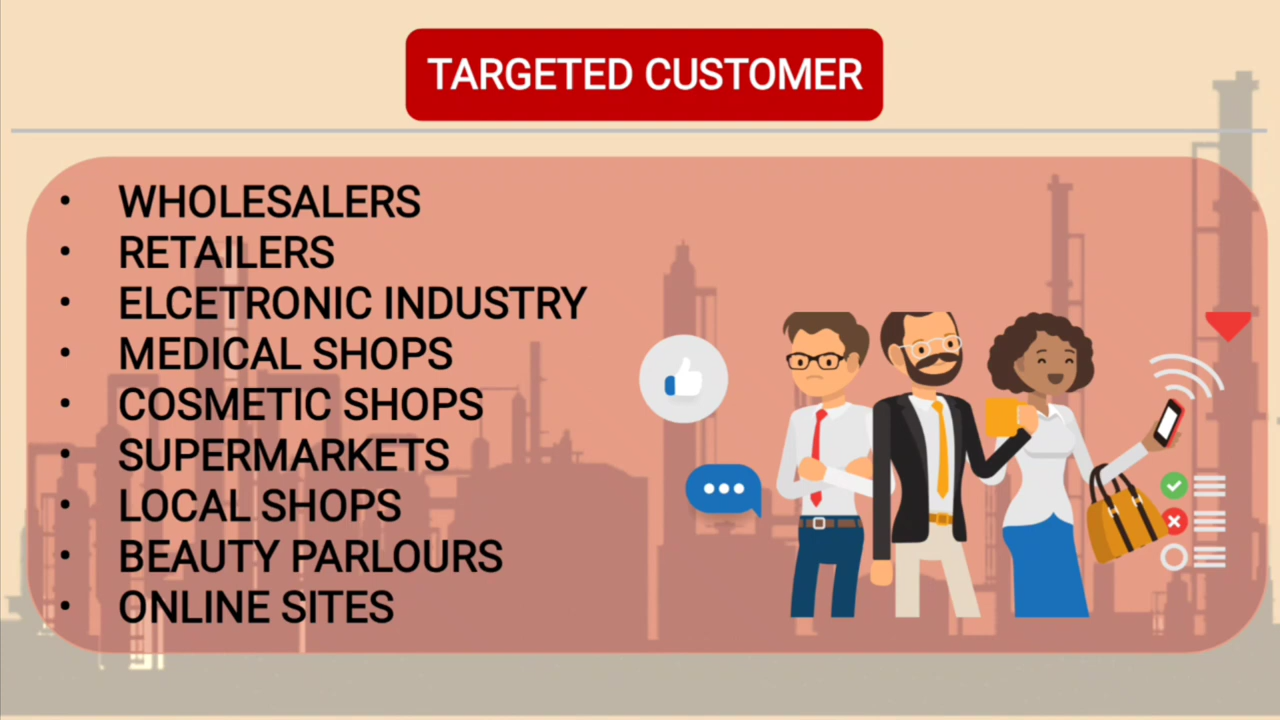 TARGETED CUSTOMER
• WHOLESALERS
• RETAILERS
• ELCETRONIC INDUSTRY
• MEDICAL SHOPS
• COSMETIC SHOPS
• SUPERMARKETS
• LOCAL SHOPS
• BEAUTY PARLOURS
• ONLINE SITES